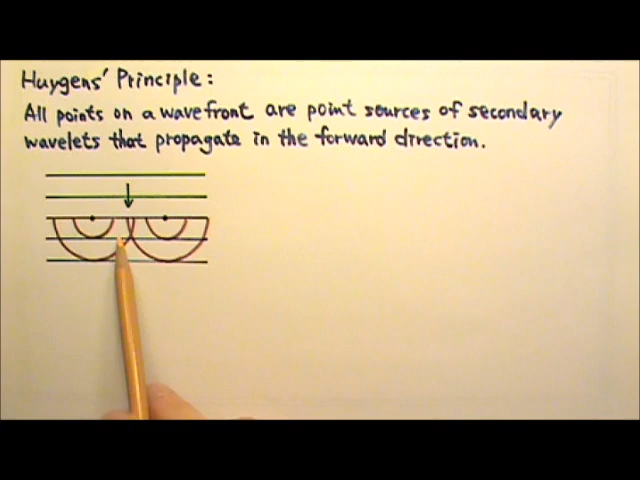 Huygens' Principle:
All points on a wavefront are point sources of secondary
wavelets that propagate in the forward direction.